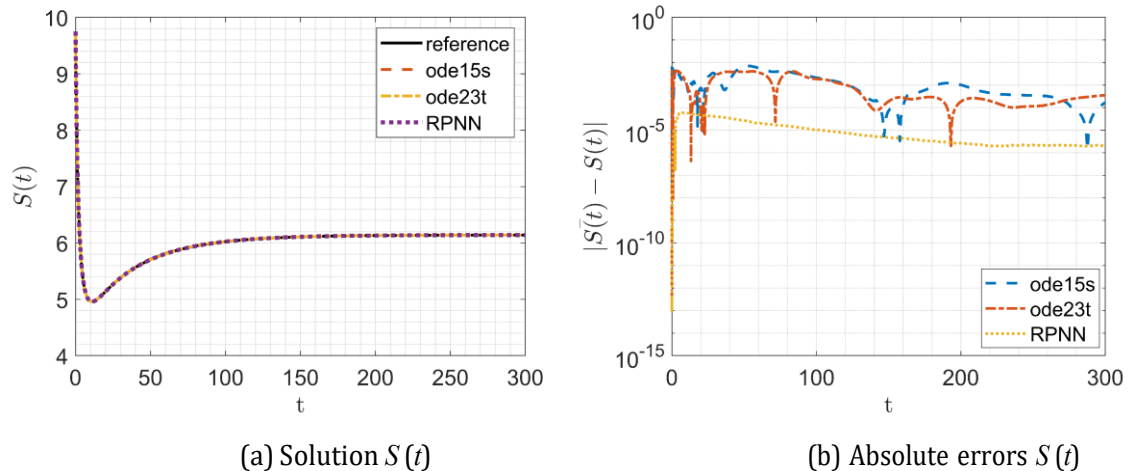 10
9
8
7
6
5
4
S(t)
0 50 100 150 200 250 300
t
reference
ode15s
ode23t
RPNN
(a) Solution S(t)
10^0
10^-5
10^-10
10^-15
|S̄(t) − S(t)|
0 100 200 300
t
ode15s
ode23t
RPNN
(b) Absolute errors S(t)